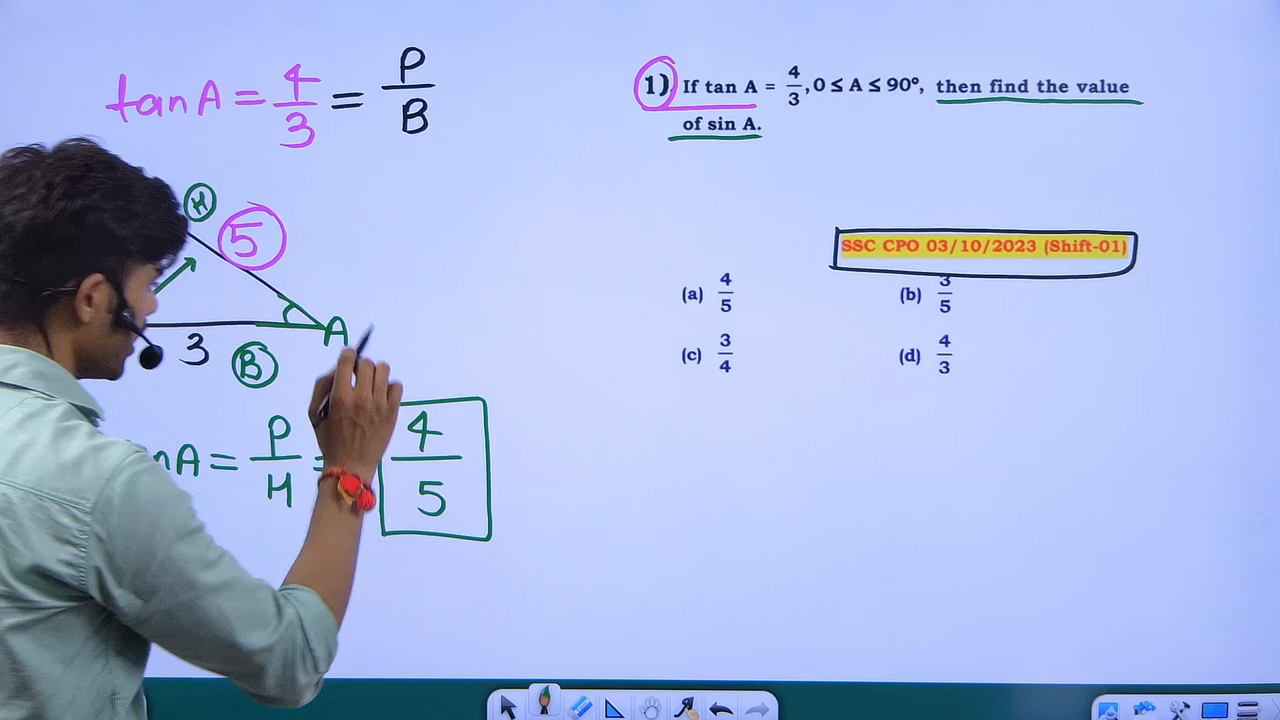 tan A = 4/3 = P/B
H
5
A
3
B
nA = P/H = 4/5
1) If tan A = 4/3, 0 ≤ A ≤ 90°, then find the value
of sin A.
SSC CPO 03/10/2023 (Shift-01)
(a) 4/5 (b) 3/5
(c) 3/4 (d) 4/3